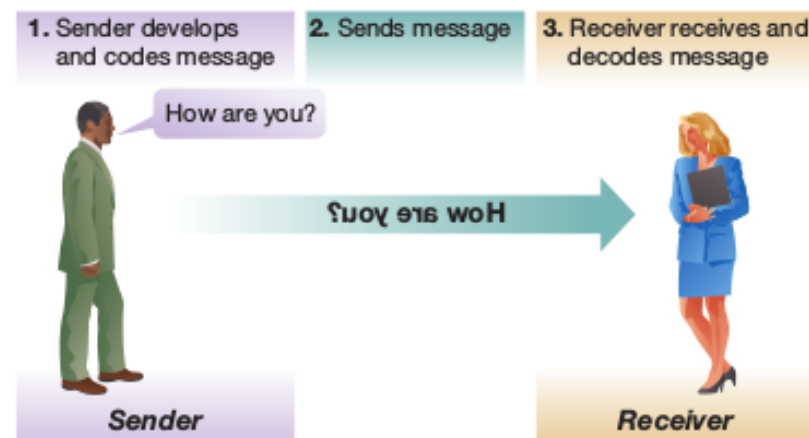 1. Sender develops
and codes message
2. Sends message
3. Receiver receives and
decodes message
How are you?
How are you?
Sender
Receiver